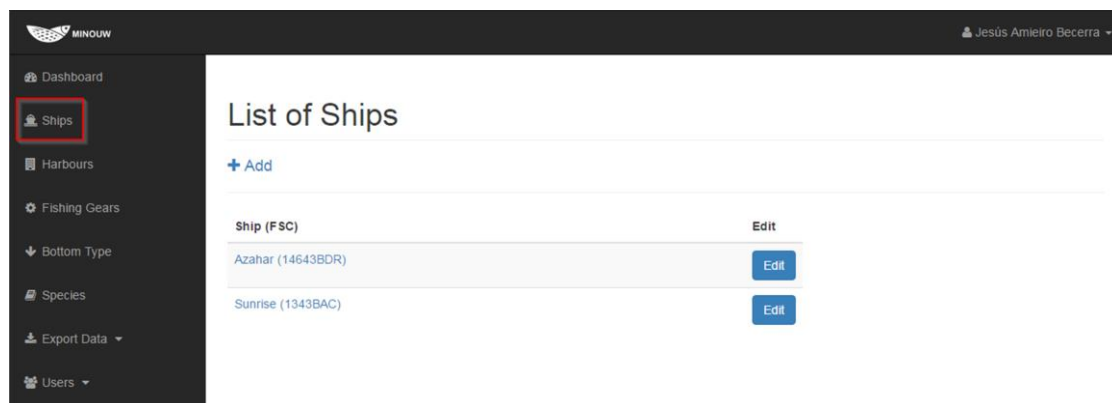 MINOUW
Jesús Amieiro Becerra
Dashboard
Ships
Harbours
Fishing Gears
Bottom Type
Species
Export Data
Users
List of Ships
Add
Ship (FSC) Edit
Azahar (14643BDR) Edit
Sunrise (1343BAC) Edit